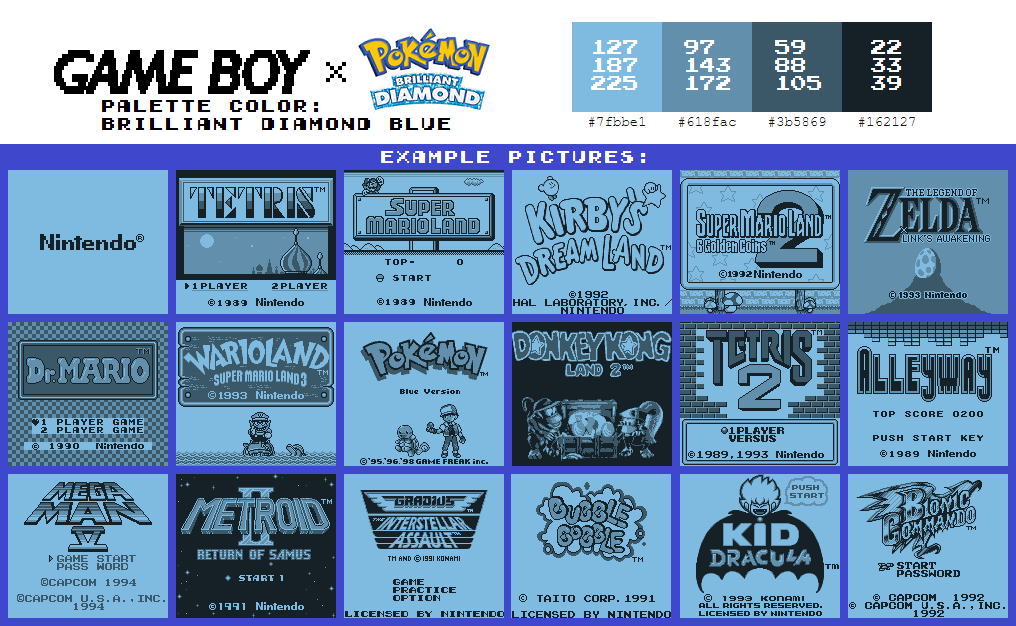 GAME BOY × POKéMON
BRILLIANT
DIAMOND
PALETTE COLOR:
BRILLIANT DIAMOND BLUE
127 97 59 22
187 143 88 33
225 172 105 39
#7fbbe1 #618fac #3b5869 #162127
EXAMPLE PICTURES:
Nintendo®
TETRIS™
▶1PLAYER 2PLAYER
©1989 Nintendo
SUPER
MARIOLAND
TOP- 0
START
©1989 Nintendo
KIRBY'S
DREAM LAND™
©1992
HAL LABORATORY, INC. /
NINTENDO
SUPER MARIO LAND 2™
6 Golden Coins™
©1992 Nintendo
THE LEGEND OF
ZELDA™
LINK'S AWAKENING
© 1993 Nintendo
DR. MARIO™
♥1 PLAYER GAME
2 PLAYER GAME
© 1990 Nintendo
WARIOLAND
SUPER MARIO LAND 3™
©1993 Nintendo
POKéMON™
Blue Version
©'95.'96.'98 GAME FREAK inc.
DONKEY KONG
LAND 2™
TETRIS™
2
1PLAYER
VERSUS
©1989,1993 Nintendo
ALLEYWAY™
TOP SCORE 0200
PUSH START KEY
©1989 Nintendo
MEGA
MAN
IV
GAME START
PASS WORD
©CAPCOM 1994
©CAPCOM U.S.A., INC.
1994
METROID™
II
RETURN OF SAMUS
START 1
©1991 Nintendo
GRADIUS™
THE INTERSTELLAR
ASSAULT™
TM AND ©1991 KONAMI
GAME
PRACTICE
OPTION
LICENSED BY NINTENDO
BUBBLE
BOBBLE™
© TAITO CORP. 1991
LICENSED BY NINTENDO
PUSH
START
KID
DRACULA™
© 1993 KONAMI
ALL RIGHTS RESERVED.
LICENSED BY NINTENDO
BIONIC
COMMANDO™
START
PASSWORD
© CAPCOM 1992
© CAPCOM U.S.A.,INC.
1992